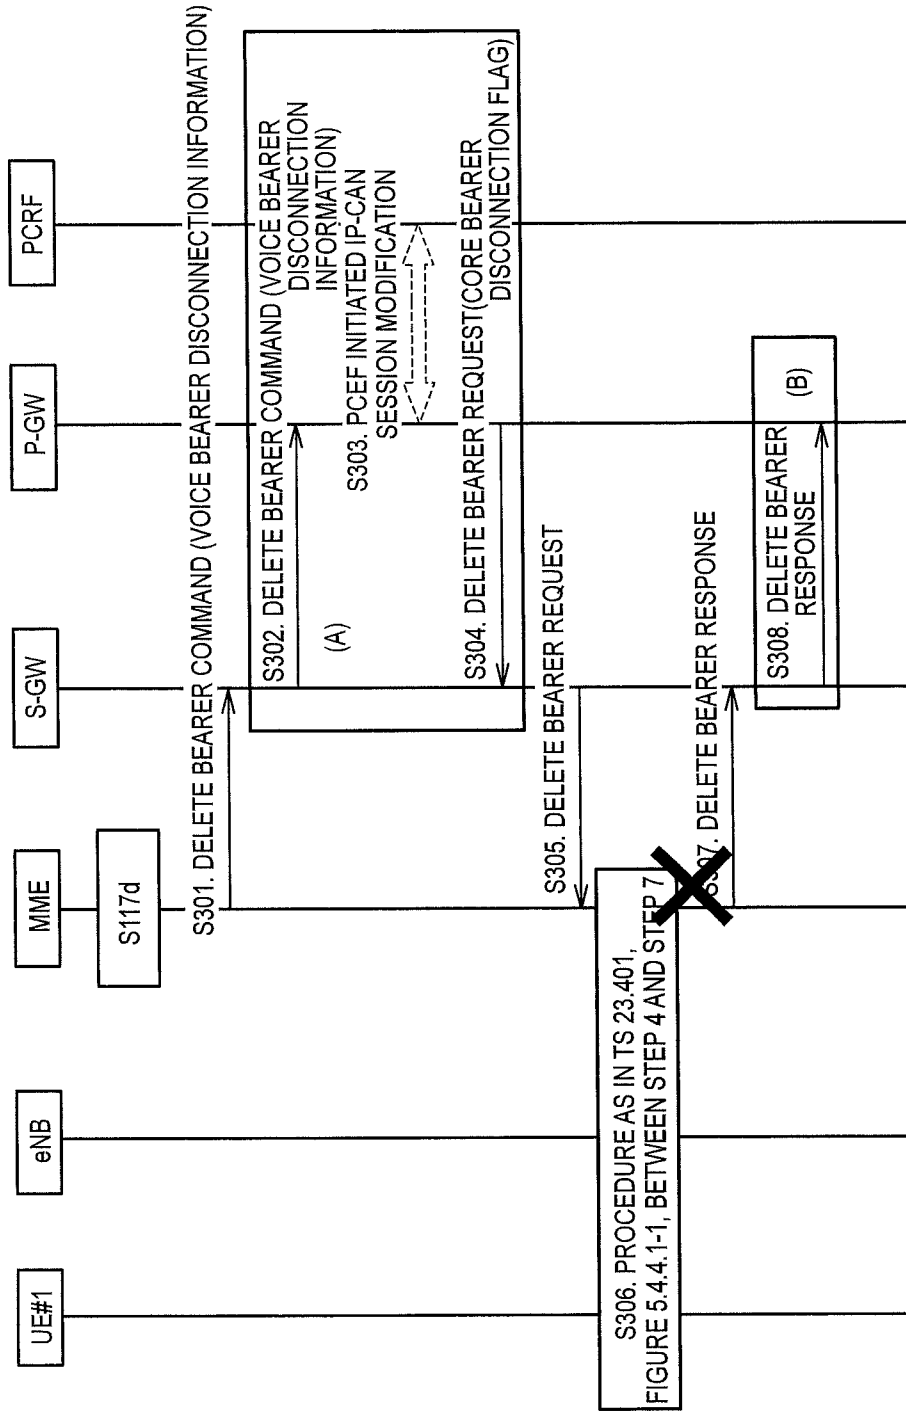 UE#1
eNB
MME
S-GW
P-GW
PCRF
S117d
S301. DELETE BEARER COMMAND (VOICE BEARER DISCONNECTION INFORMATION)
S302. DELETE BEARER COMMAND (VOICE BEARER
DISCONNECTION
INFORMATION)
(A)
S303. PCEF INITIATED IP-CAN
SESSION MODIFICATION
S304. DELETE BEARER REQUEST(CORE BEARER
DISCONNECTION FLAG)
S305. DELETE BEARER REQUEST
S306. PROCEDURE AS IN TS 23.401,
FIGURE 5.4.4.1-1, BETWEEN STEP 4 AND STEP 7
S307. DELETE BEARER RESPONSE
S308. DELETE BEARER
RESPONSE
(B)